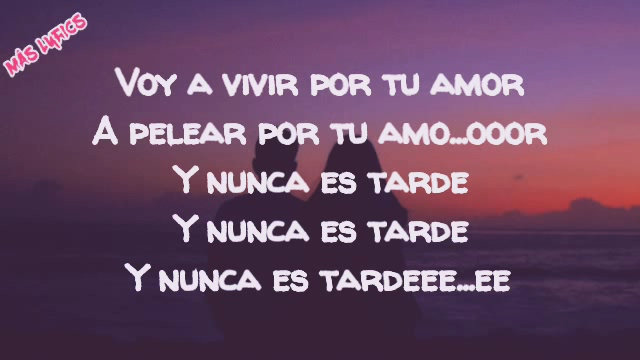 MÁS LYRICS
VOY A VIVIR POR TU AMOR
A PELEAR POR TU AMO...OOOR
Y NUNCA ES TARDE
Y NUNCA ES TARDE
Y NUNCA ES TARDEEE...EE